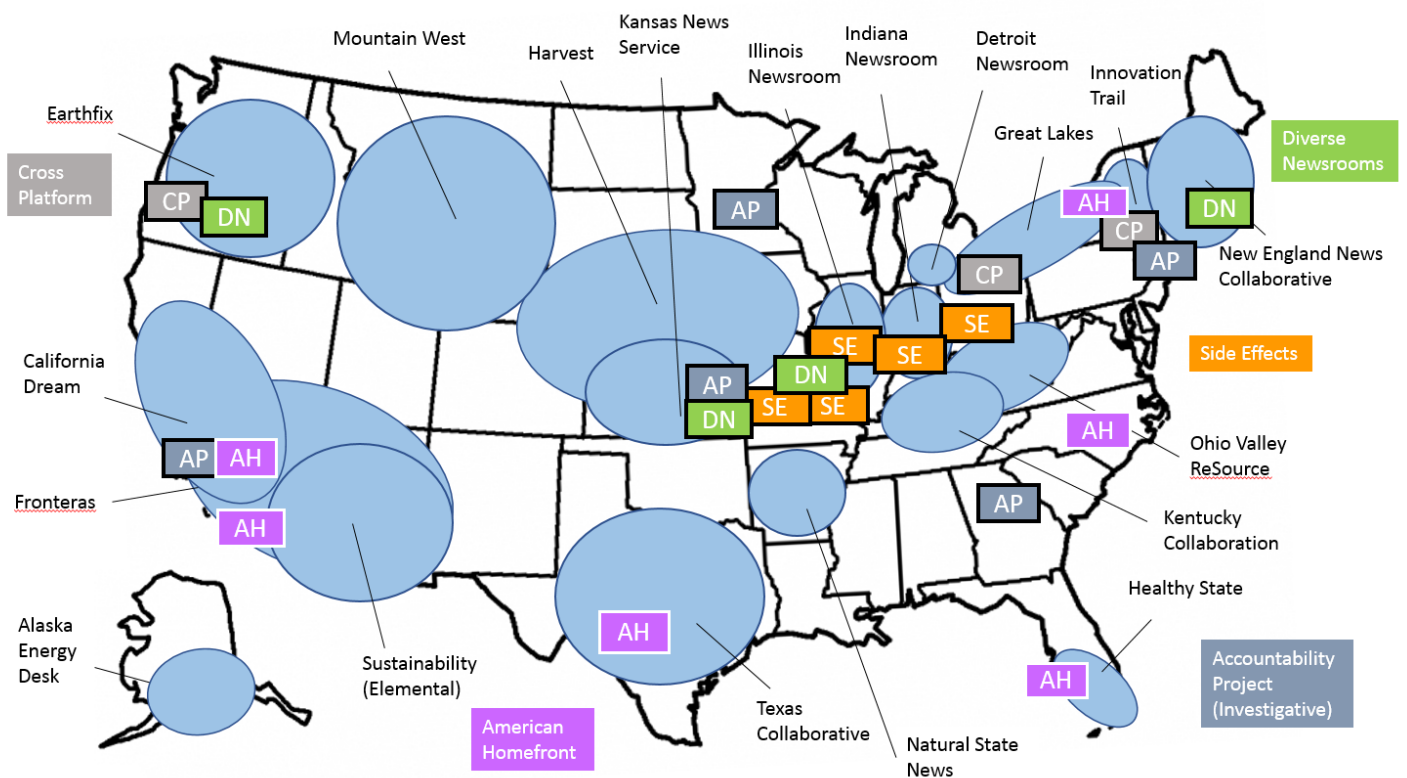 Kansas News
Service
Mountain West
Harvest
Illinois
Newsroom
Indiana
Newsroom
Detroit
Newsroom
Innovation
Trail
Earthfix
Great Lakes
Diverse
Newsrooms
Cross
Platform
CP
DN
AP
AH
CP
AP
DN
New England News
Collaborative
CP
SE
SE
SE
Side Effects
California
Dream
AP
DN
DN
SE
SE
AH
Ohio Valley
ReSource
AP
AH
Fronteras
AH
AP
Kentucky
Collaboration
Healthy State
Alaska
Energy
Desk
AH
Sustainability
(Elemental)
AH
Accountability
Project
(Investigative)
American
Homefront
Texas
Collaborative
Natural State
News